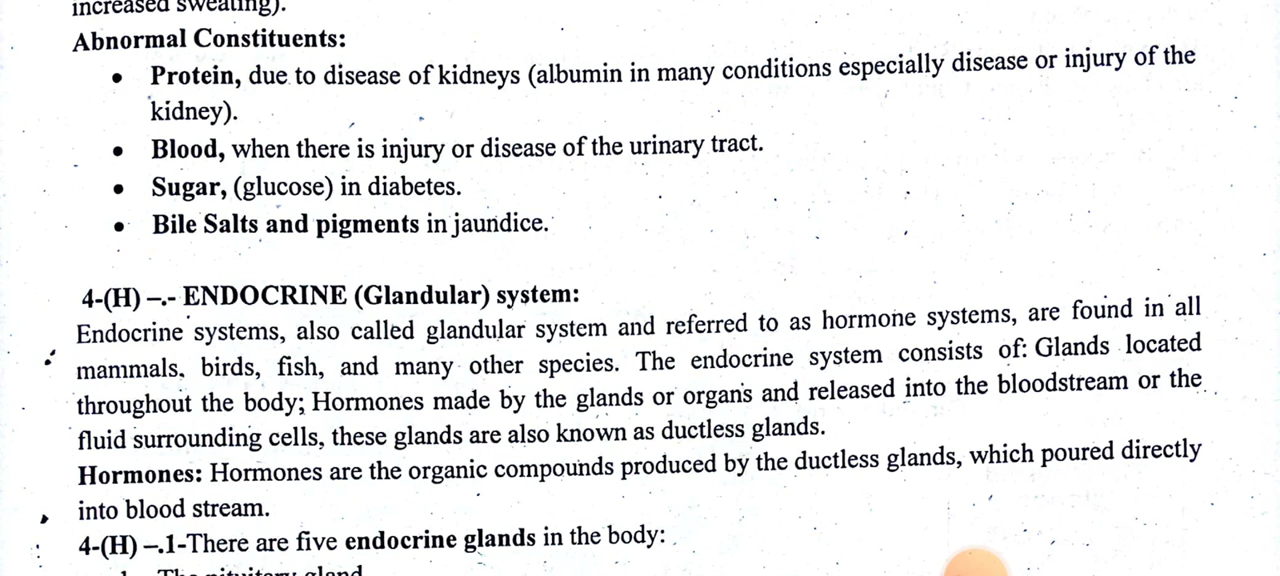 increased sweating).
Abnormal Constituents:
• Protein, due to disease of kidneys (albumin in many conditions especially disease or injury of the
kidney).
• Blood, when there is injury or disease of the urinary tract.
• Sugar, (glucose) in diabetes.
• Bile Salts and pigments in jaundice.
4-(H) –.- ENDOCRINE (Glandular) system:
Endocrine systems, also called glandular system and referred to as hormone systems, are found in all
mammals, birds, fish, and many other species. The endocrine system consists of: Glands located
throughout the body; Hormones made by the glands or organs and released into the bloodstream or the
fluid surrounding cells, these glands are also known as ductless glands.
Hormones: Hormones are the organic compounds produced by the ductless glands, which poured directly
into blood stream.
4-(H) –.1-There are five endocrine glands in the body:
1. The pituitary gland